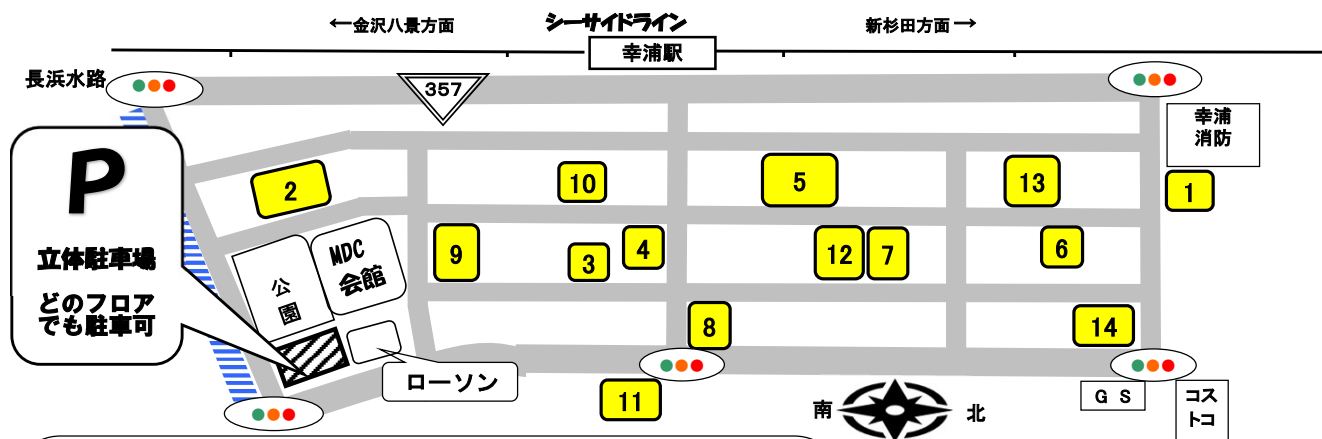 ←金沢八景方面
シーサイドライン
新杉田方面→
幸浦駅
長浜水路
357
幸浦
消防
P
立体駐車場
どのフロア
でも駐車可
2
10
5
13
1
MDC
会館
公
園
9
3
4
12
7
6
8
14
ローソン
11
南
北
GS
コス
トコ